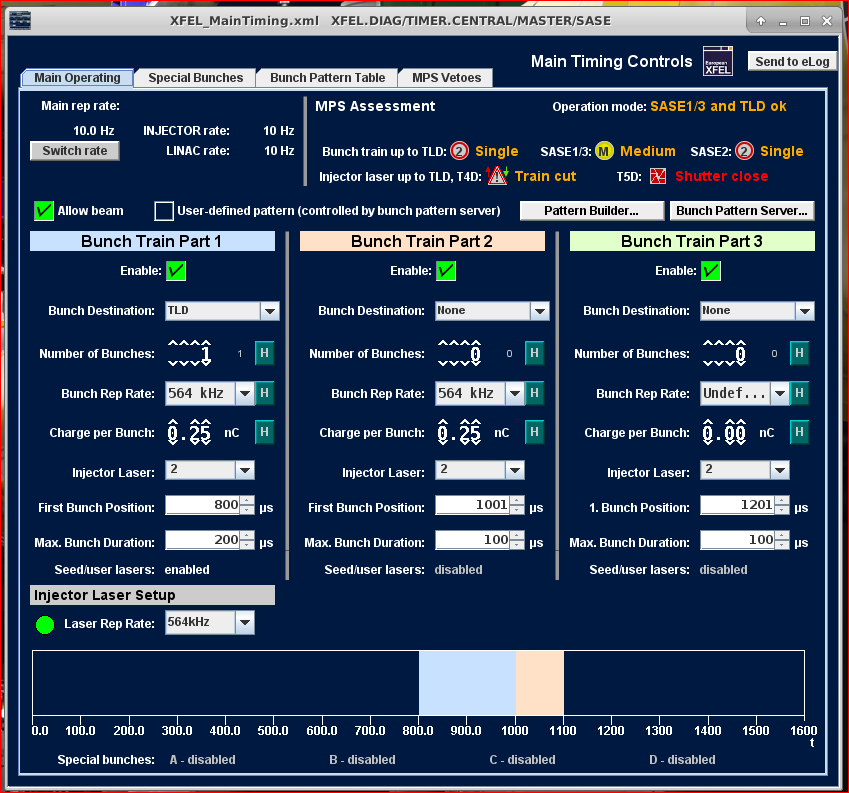 XFEL_MainTiming.xml XFEL.DIAG/TIMER.CENTRAL/MASTER/SASE
Main Timing Controls European XFEL Send to eLog
Main Operating Special Bunches Bunch Pattern Table MPS Vetoes
Main rep rate: MPS Assessment Operation mode: SASE1/3 and TLD ok
10.0 Hz INJECTOR rate: 10 Hz
Switch rate LINAC rate: 10 Hz Bunch train up to TLD: 2 Single SASE1/3: M Medium SASE2: 2 Single
Injector laser up to TLD, T4D: Train cut T5D: Shutter close
Allow beam User-defined pattern (controlled by bunch pattern server) Pattern Builder... Bunch Pattern Server...
Bunch Train Part 1 Bunch Train Part 2 Bunch Train Part 3
Enable: Enable: Enable:
Bunch Destination: TLD Bunch Destination: None Bunch Destination: None
Number of Bunches: 1 1 H Number of Bunches: 0 0 H Number of Bunches: 0 0 H
Bunch Rep Rate: 564 kHz H Bunch Rep Rate: 564 kHz H Bunch Rep Rate: Undef... H
Charge per Bunch: 0.25 nC H Charge per Bunch: 0.25 nC H Charge per Bunch: 0.00 nC H
Injector Laser: 2 Injector Laser: 2 Injector Laser: 2
First Bunch Position: 800 µs First Bunch Position: 1001 µs 1. Bunch Position: 1201 µs
Max. Bunch Duration: 200 µs Max. Bunch Duration: 100 µs Max. Bunch Duration: 100 µs
Seed/user lasers: enabled Seed/user lasers: disabled Seed/user lasers: disabled
Injector Laser Setup
Laser Rep Rate: 564kHz
0.0 100.0 200.0 300.0 400.0 500.0 600.0 700.0 800.0 900.0 1000 1100 1200 1300 1400 1500 1600
t
Special bunches: A - disabled B - disabled C - disabled D - disabled